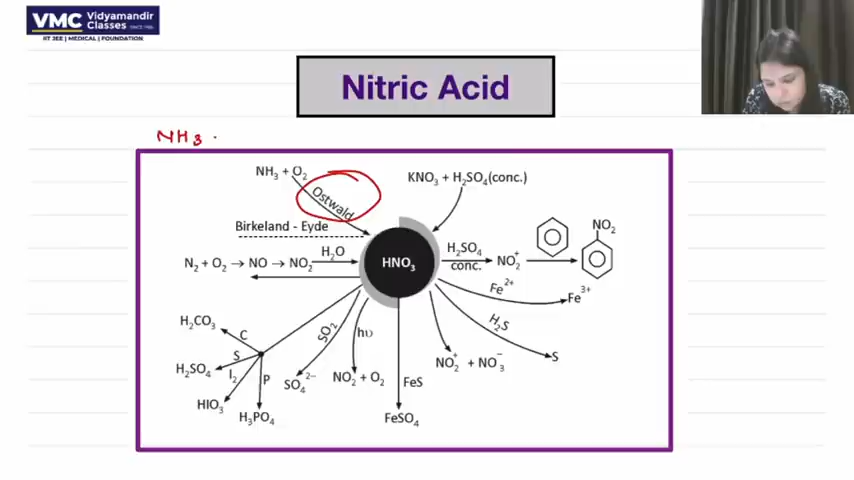 VMC Vidyamandir Classes SINCE 1986
IIT JEE | MEDICAL | FOUNDATION
Nitric Acid
NH3 .
NH₃ + O₂
KNO₃ + H₂SO₄(conc.)
Ostwald
Birkeland - Eyde
N₂ + O₂ → NO → NO₂
H₂O
HNO₃
H₂SO₄
conc.
NO₂⁺
NO₂
Fe²⁺
Fe³⁺
H₂S
S
NO₂⁺ + NO₃⁻
FeS
FeSO₄
hυ
NO₂ + O₂
SO₂
SO₄²⁻
H₂CO₃
C
H₂SO₄
S
HIO₃
I₂
P
H₃PO₄